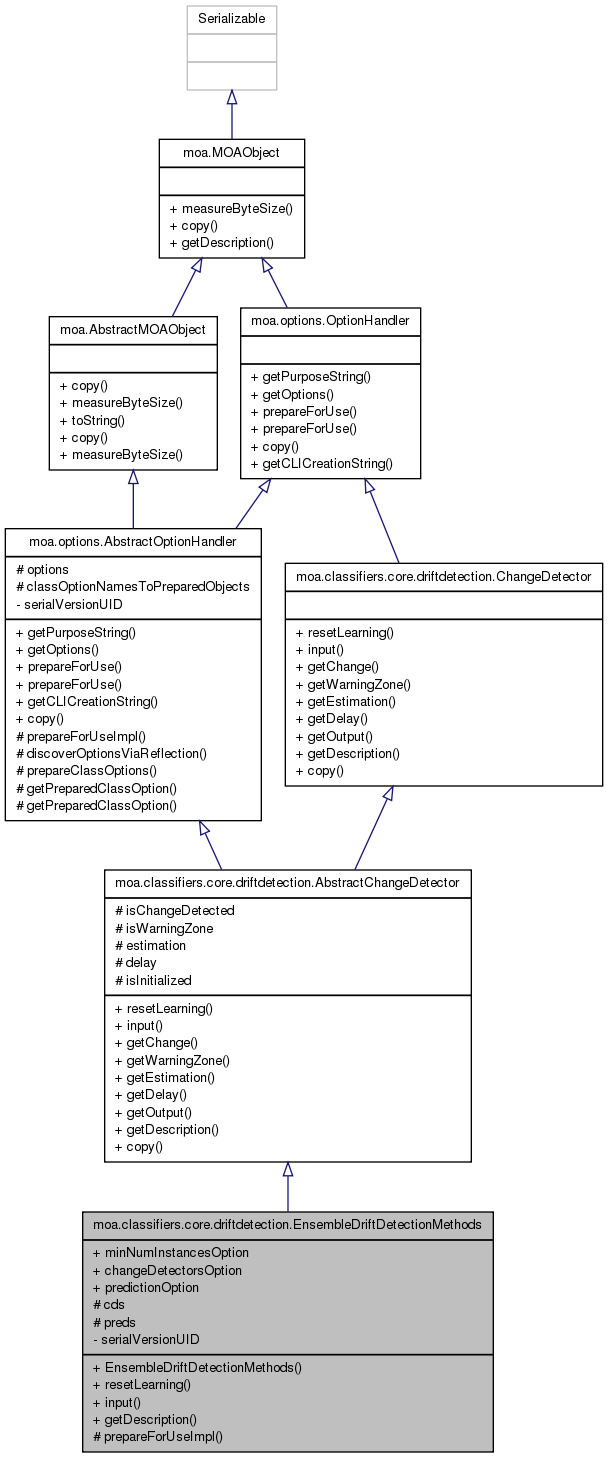 Serializable
moa.MOAObject
+ measureByteSize()
+ copy()
+ getDescription()
moa.AbstractMOAObject
+ copy()
+ measureByteSize()
+ toString()
+ copy()
+ measureByteSize()
moa.options.OptionHandler
+ getPurposeString()
+ getOptions()
+ prepareForUse()
+ prepareForUse()
+ copy()
+ getCLICreationString()
moa.options.AbstractOptionHandler
# options
# classOptionNamesToPreparedObjects
- serialVersionUID
+ getPurposeString()
+ getOptions()
+ prepareForUse()
+ prepareForUse()
+ getCLICreationString()
+ copy()
# prepareForUseImpl()
# discoverOptionsViaReflection()
# prepareClassOptions()
# getPreparedClassOption()
# getPreparedClassOption()
moa.classifiers.core.driftdetection.ChangeDetector
+ resetLearning()
+ input()
+ getChange()
+ getWarningZone()
+ getEstimation()
+ getDelay()
+ getOutput()
+ getDescription()
+ copy()
moa.classifiers.core.driftdetection.AbstractChangeDetector
# isChangeDetected
# isWarningZone
# estimation
# delay
# isInitialized
+ resetLearning()
+ input()
+ getChange()
+ getWarningZone()
+ getEstimation()
+ getDelay()
+ getOutput()
+ getDescription()
+ copy()
moa.classifiers.core.driftdetection.EnsembleDriftDetectionMethods
+ minNumInstancesOption
+ changeDetectorsOption
+ predictionOption
# cds
# preds
- serialVersionUID
+ EnsembleDriftDetectionMethods()
+ resetLearning()
+ input()
+ getDescription()
# prepareForUseImpl()